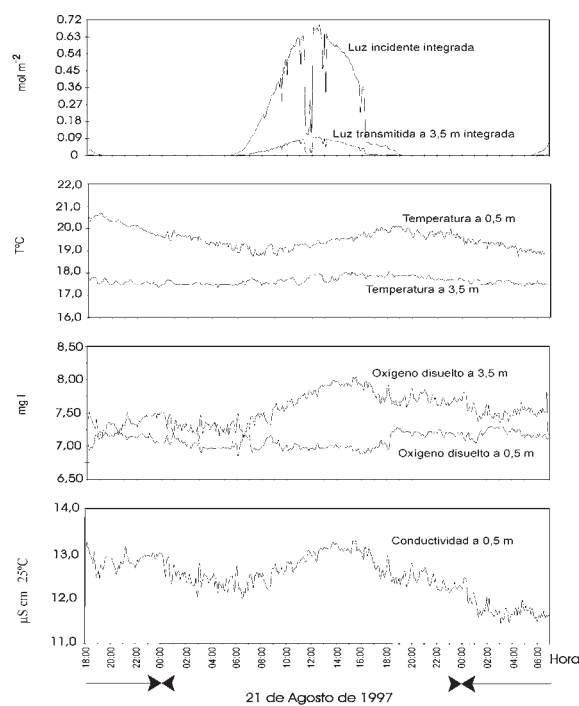 0.72
0.63
0.54
0.45
0.36
0.27
0.18
0.09
0
mol m-2
Luz incidente integrada
Luz transmitida a 3,5 m integrada
22,0
21,0
20,0
19,0
18,0
17,0
16,0
TºC
Temperatura a 0,5 m
Temperatura a 3,5 m
8,50
8,00
7,50
7,00
6,50
mg l
Oxígeno disuelto a 3,5 m
Oxígeno disuelto a 0,5 m
14,0
13,0
12,0
11,0
µS cm 25ºC
Conductividad a 0,5 m
18:00 20:00 22:00 00:00 02:00 04:00 06:00 08:00 10:00 12:00 14:00 16:00 18:00 20:00 22:00 00:00 02:00 04:00 06:00 Hora
21 de Agosto de 1997